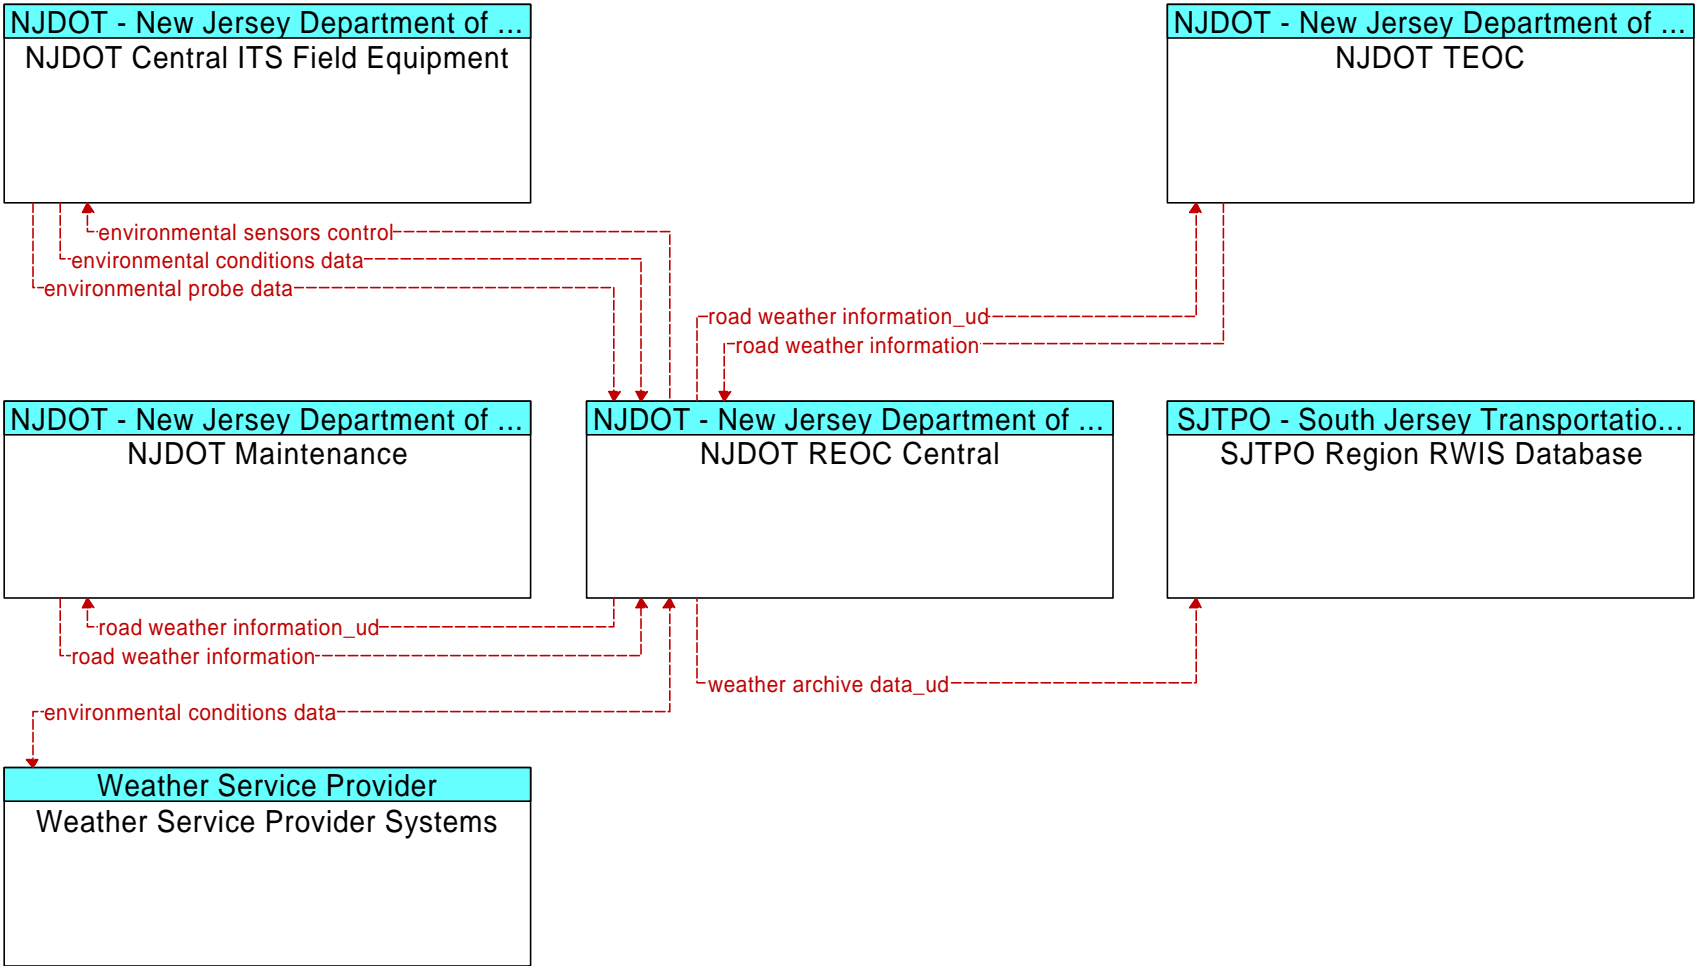 NJDOT - New Jersey Department of ...
NJDOT Central ITS Field Equipment
NJDOT - New Jersey Department of ...
NJDOT TEOC
environmental sensors control
environmental conditions data
environmental probe data
road weather information_ud
road weather information
NJDOT - New Jersey Department of ...
NJDOT Maintenance
NJDOT - New Jersey Department of ...
NJDOT REOC Central
SJTPO - South Jersey Transportatio...
SJTPO Region RWIS Database
road weather information_ud
road weather information
weather archive data_ud
environmental conditions data
Weather Service Provider
Weather Service Provider Systems